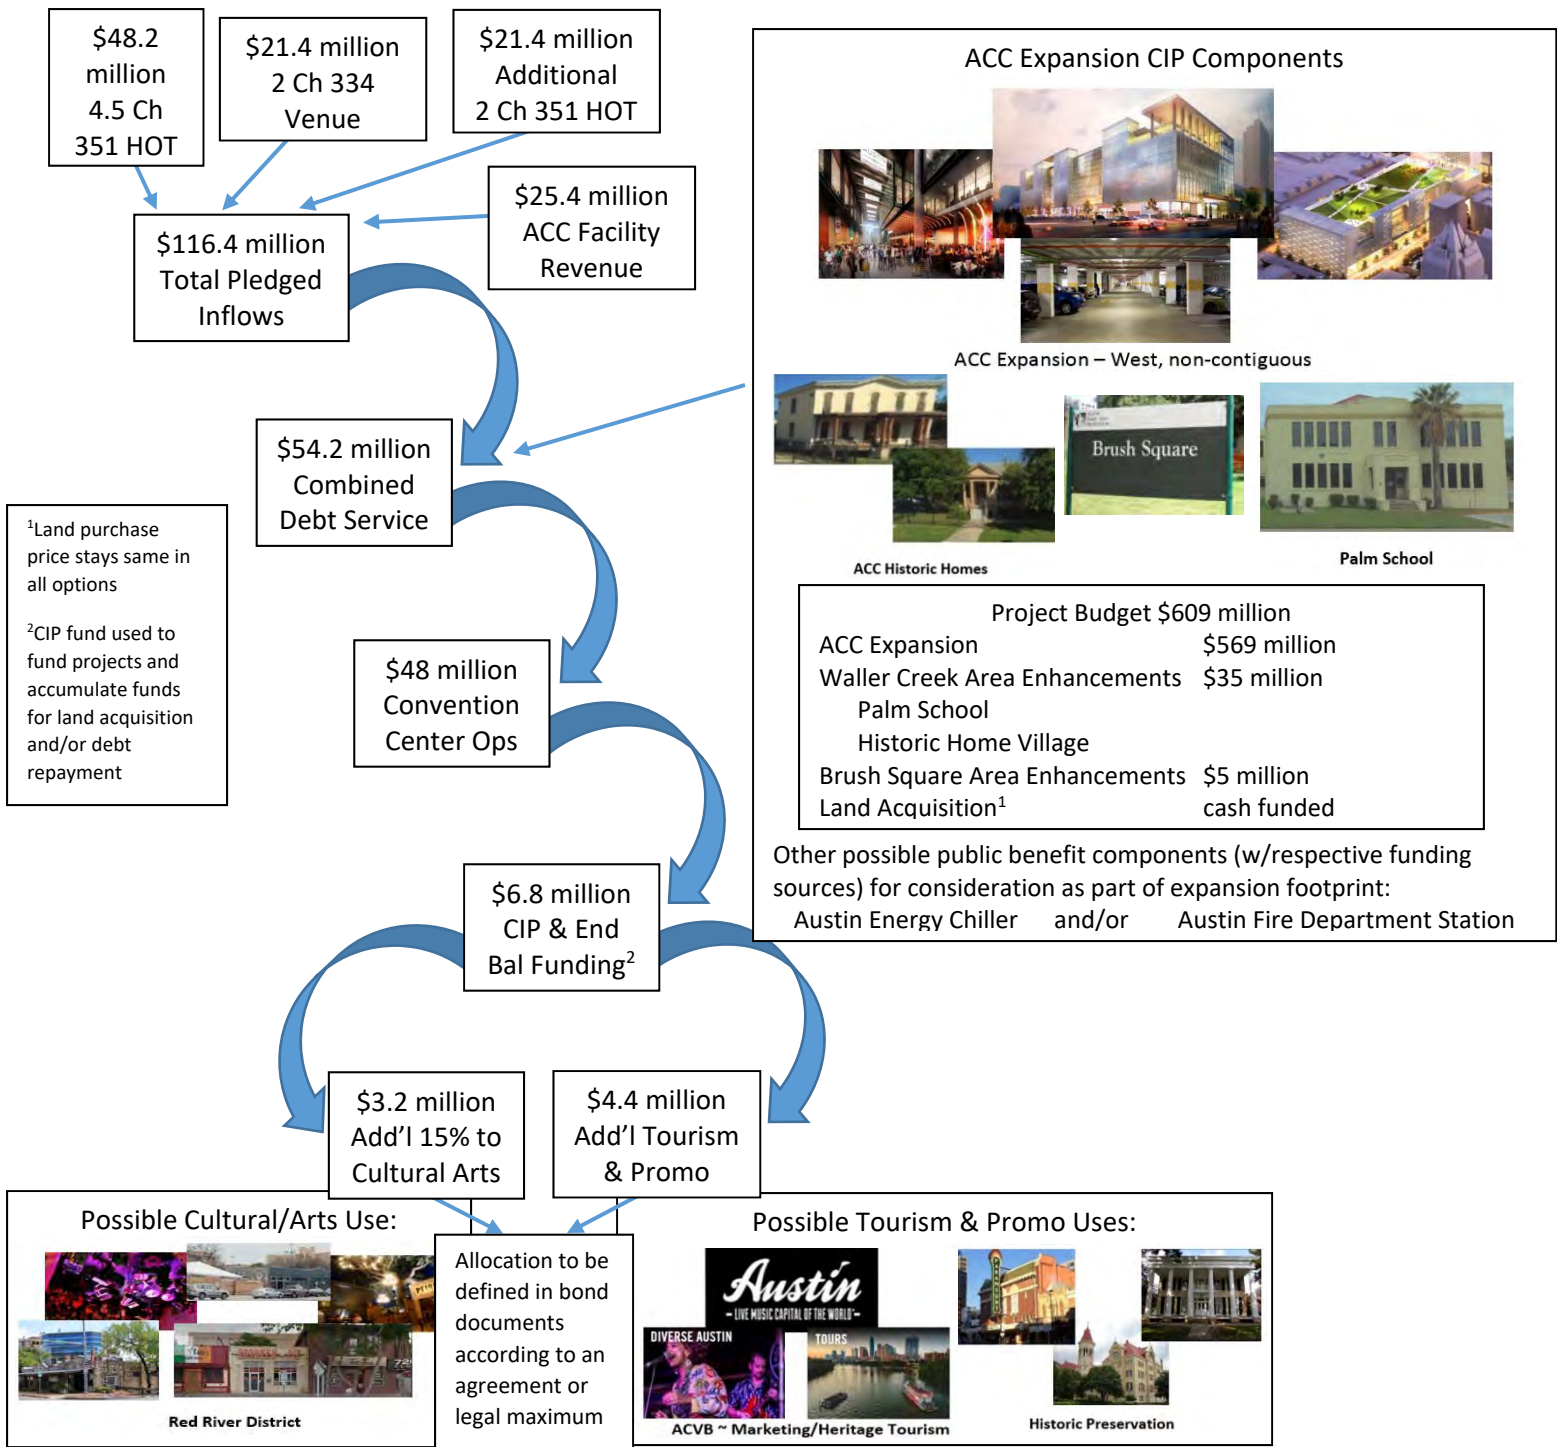 $48.2
million
4.5 Ch
351 HOT
$21.4 million
2 Ch 334
Venue
$21.4 million
Additional
2 Ch 351 HOT
$25.4 million
ACC Facility
Revenue
$116.4 million
Total Pledged
Inflows
$54.2 million
Combined
Debt Service
¹Land purchase
price stays same in
all options
²CIP fund used to
fund projects and
accumulate funds
for land acquisition
and/or debt
repayment
$48 million
Convention
Center Ops
$6.8 million
CIP & End
Bal Funding²
$3.2 million
Add'l 15% to
Cultural Arts
$4.4 million
Add'l Tourism
& Promo
ACC Expansion CIP Components
ACC Expansion – West, non-contiguous
Brush Square
ACC Historic Homes
Palm School
Project Budget $609 million
ACC Expansion $569 million
Waller Creek Area Enhancements $35 million
Palm School
Historic Home Village
Brush Square Area Enhancements $5 million
Land Acquisition¹ cash funded
Other possible public benefit components (w/respective funding
sources) for consideration as part of expansion footprint:
Austin Energy Chiller and/or Austin Fire Department Station
Possible Cultural/Arts Use:
Red River District
Allocation to be
defined in bond
documents
according to an
agreement or
legal maximum
Possible Tourism & Promo Uses:
Austin
LIVE MUSIC CAPITAL OF THE WORLD
DIVERSE AUSTIN
TOURS
PARAMOUNT
ACVB ~ Marketing/Heritage Tourism
Historic Preservation